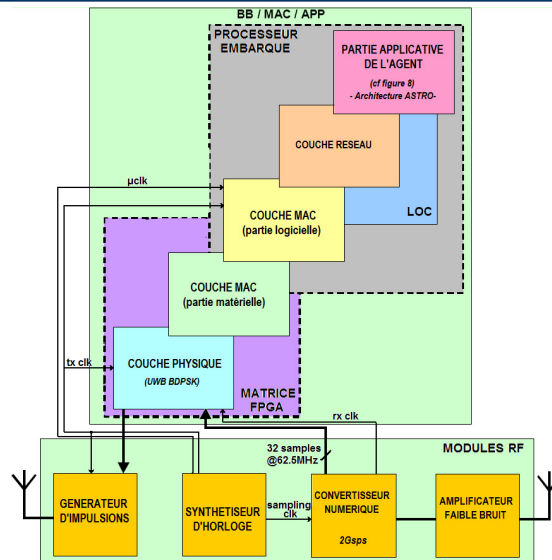 BB / MAC / APP
PROCESSEUR
EMBARQUE
PARTIE APPLICATIVE
DE L'AGENT
(cf figure 8)
- Architecture ASTRO-
COUCHE RESEAU
LOC
µclk
COUCHE MAC
(partie logicielle)
COUCHE MAC
(partie matérielle)
tx clk
COUCHE PHYSIQUE
(UWB BDPSK)
MATRICE
FPGA
rx clk
32 samples
@62.5MHz
MODULES RF
GENERATEUR
D'IMPULSIONS
SYNTHETISEUR
D'HORLOGE
sampling
clk
CONVERTISSEUR
NUMERIQUE
2Gsps
AMPLIFICATEUR
FAIBLE BRUIT